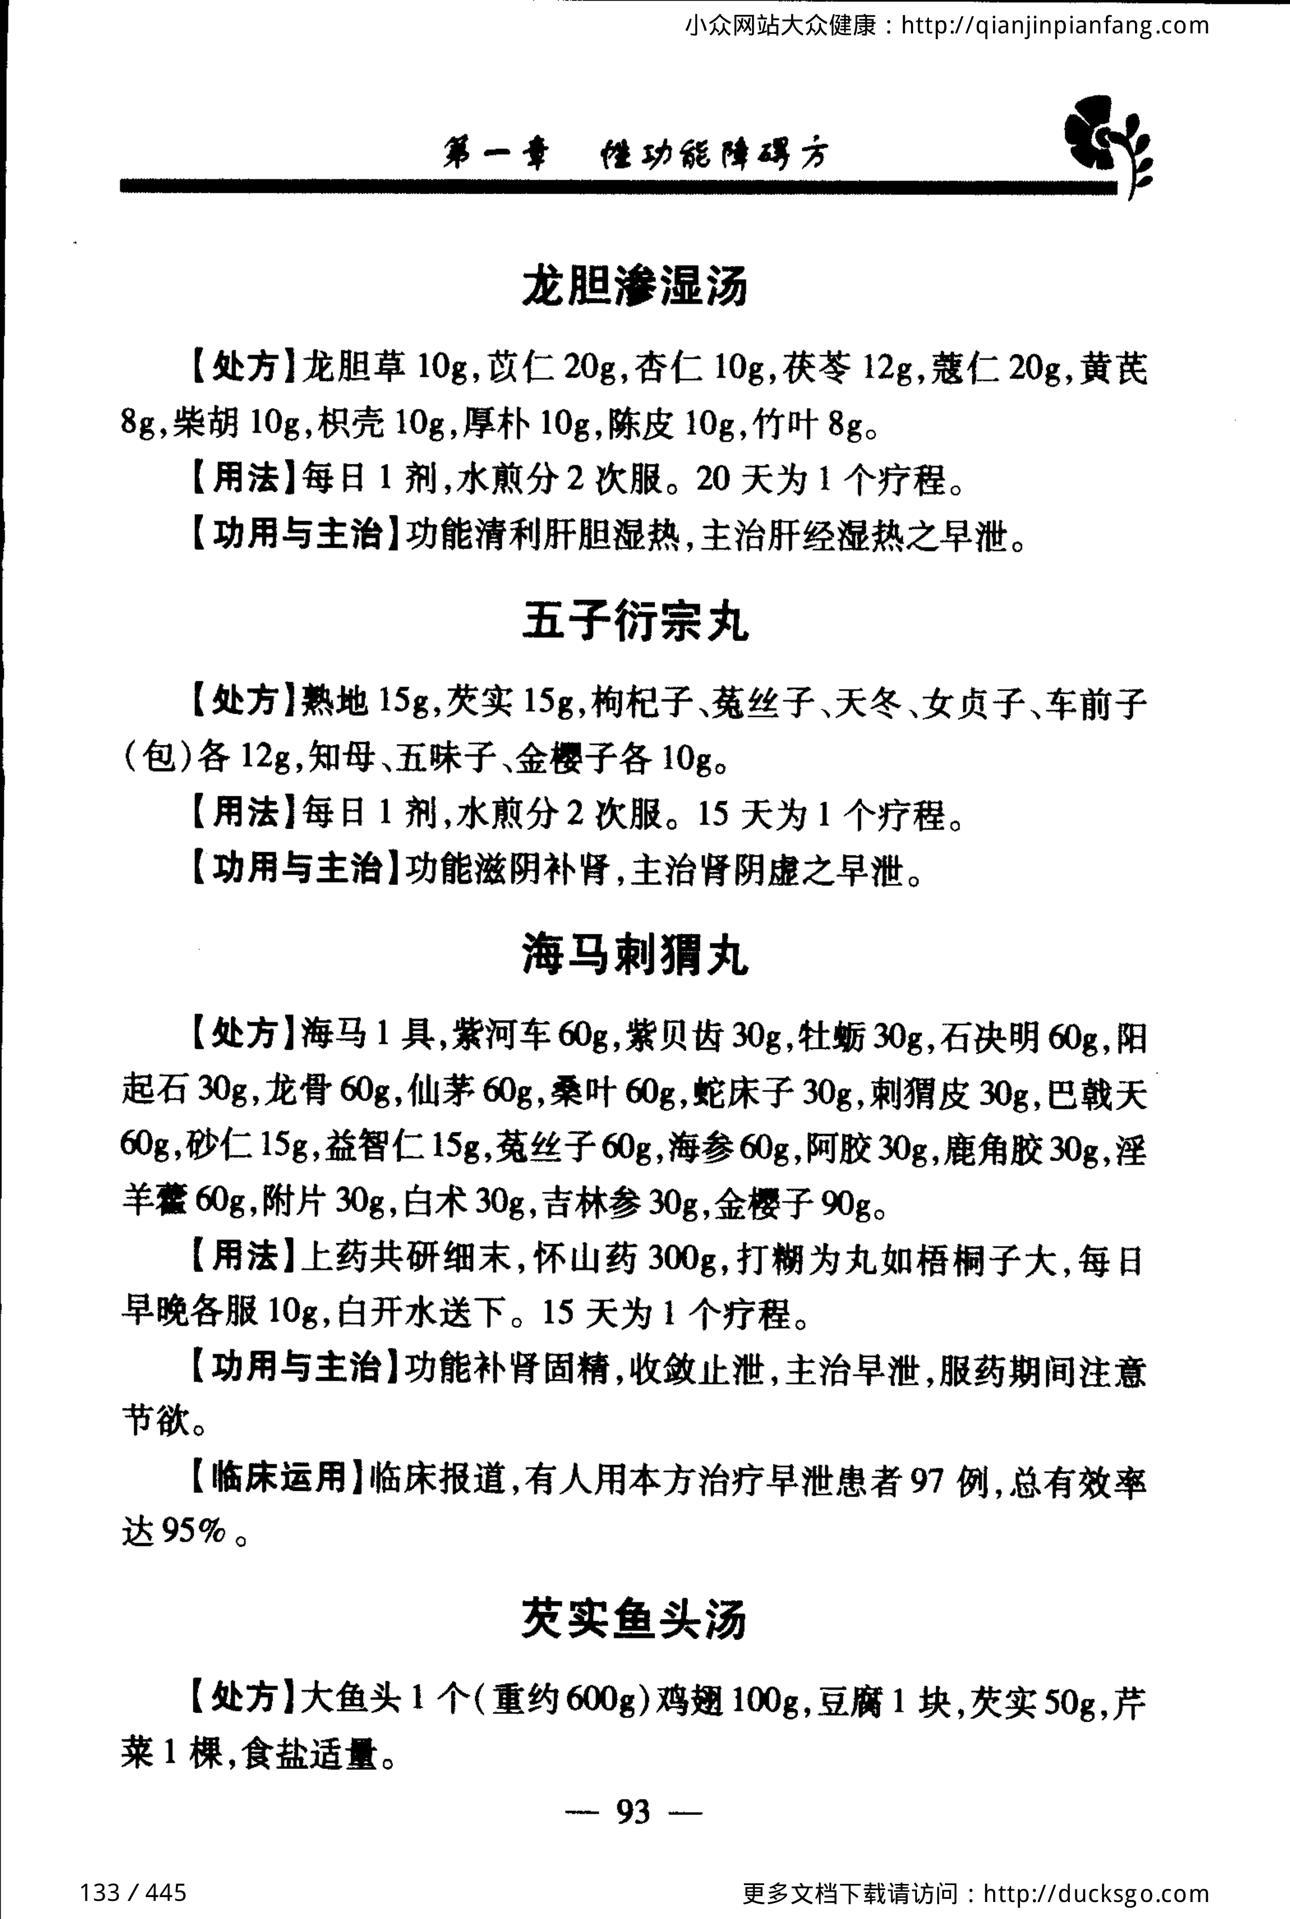 小众网站大众健康：http://qianjinpianfang.com
第一章 性功能障碍方
龙胆渗湿汤
【处方】龙胆草 10g，苡仁 20g，杏仁 10g，茯苓 12g，蔻仁 20g，黄芪
8g，柴胡 10g，枳壳 10g，厚朴 10g，陈皮 10g，竹叶 8g。
【用法】每日 1 剂，水煎分 2 次服。20 天为 1 个疗程。
【功用与主治】功能清利肝胆湿热，主治肝经湿热之早泄。
五子衍宗丸
【处方】熟地 15g，芡实 15g，枸杞子、菟丝子、天冬、女贞子、车前子
（包）各 12g，知母、五味子、金樱子各 10g。
【用法】每日 1 剂，水煎分 2 次服。15 天为 1 个疗程。
【功用与主治】功能滋阴补肾，主治肾阴虚之早泄。
海马刺猬丸
【处方】海马 1 具，紫河车 60g，紫贝齿 30g，牡蛎 30g，石决明 60g，阳
起石 30g，龙骨 60g，仙茅 60g，桑叶 60g，蛇床子 30g，刺猬皮 30g，巴戟天
60g，砂仁 15g，益智仁 15g，菟丝子 60g，海参 60g，阿胶 30g，鹿角胶 30g，淫
羊藿 60g，附片 30g，白术 30g，吉林参 30g，金樱子 90g。
【用法】上药共研细末，怀山药 300g，打糊为丸如梧桐子大，每日
早晚各服 10g，白开水送下。15 天为 1 个疗程。
【功用与主治】功能补肾固精，收敛止泄，主治早泄，服药期间注意
节欲。
【临床运用】临床报道，有人用本方治疗早泄患者 97 例，总有效率
达 95%。
芡实鱼头汤
【处方】大鱼头 1 个（重约 600g）鸡翅 100g，豆腐 1 块，芡实 50g，芹
菜 1 棵，食盐适量。
— 93 —
133 / 445
更多文档下载请访问：http://ducksgo.com